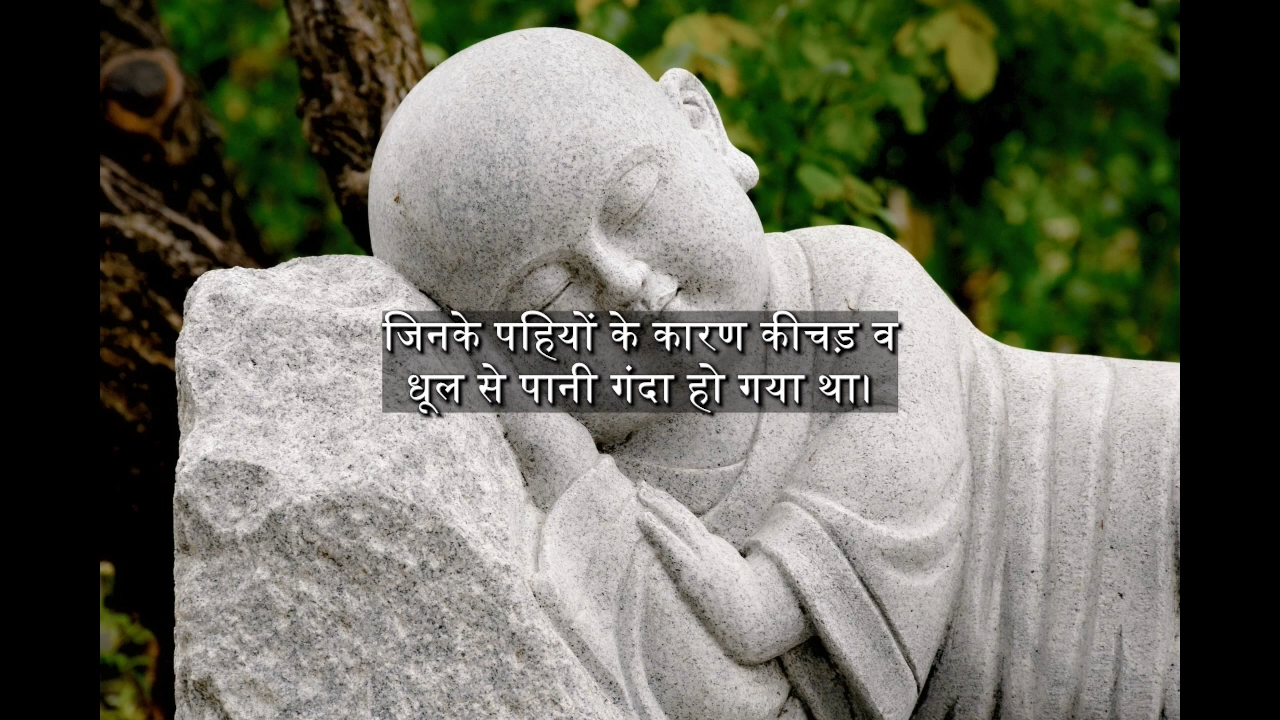 जिनके पहियों के कारण कीचड़ व
धूल से पानी गंदा हो गया था।